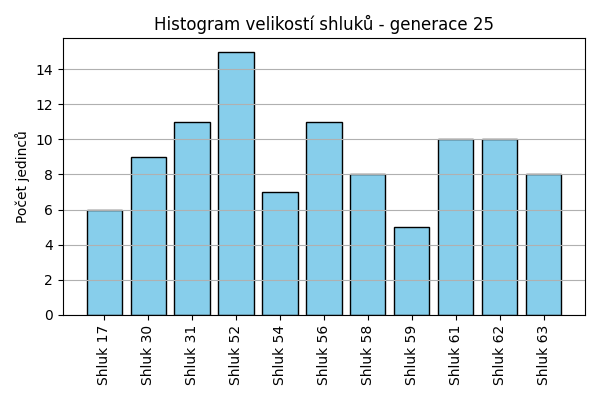 Histogram velikostí shluků - generace 25
Počet jedinců
14
12
10
8
6
4
2
0
Shluk 17
Shluk 30
Shluk 31
Shluk 52
Shluk 54
Shluk 56
Shluk 58
Shluk 59
Shluk 61
Shluk 62
Shluk 63